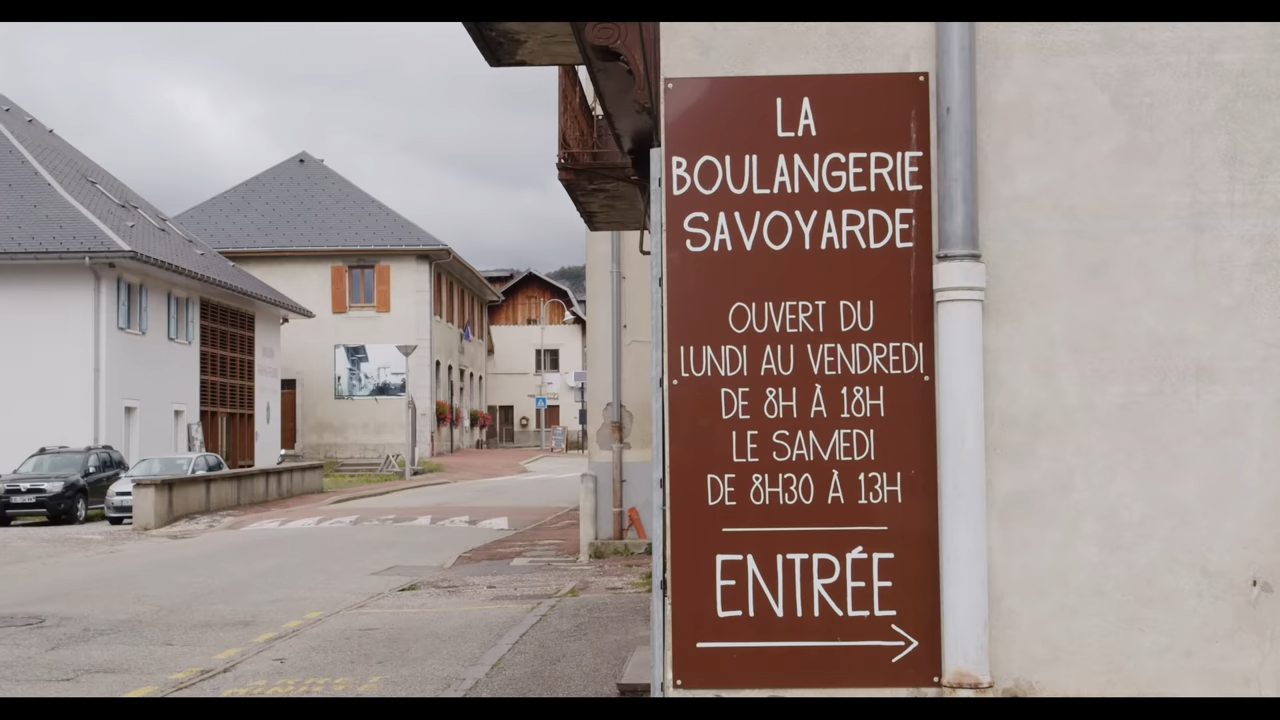 LA
BOULANGERIE
SAVOYARDE
OUVERT DU
LUNDI AU VENDREDI
DE 8H À 18H
LE SAMEDI
DE 8H30 À 13H
ENTRÉE